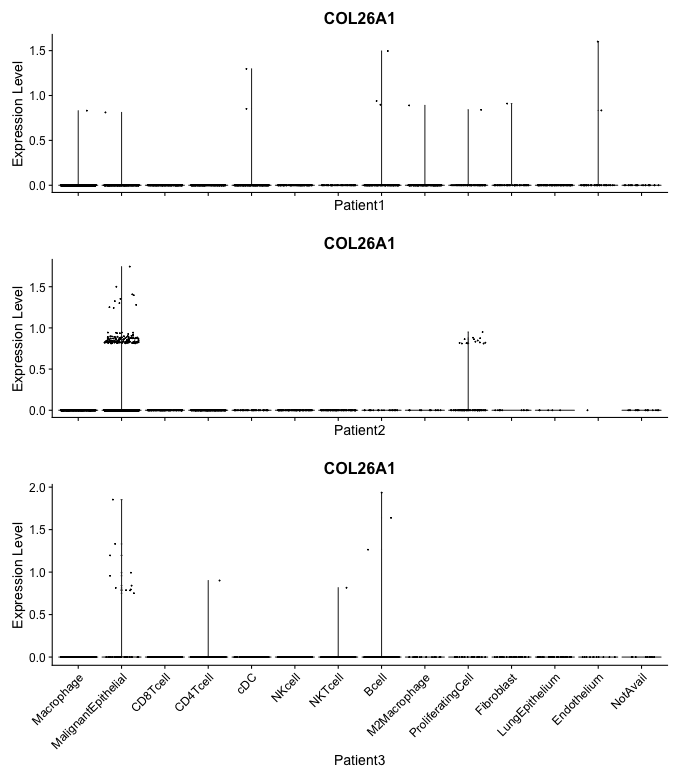 COL26A1
Expression Level
1.5
1.0
0.5
0.0
Patient1
COL26A1
Expression Level
1.5
1.0
0.5
0.0
Patient2
COL26A1
Expression Level
2.0
1.5
1.0
0.5
0.0
Macrophage
MalignantEpithelial
CD8Tcell
CD4Tcell
cDC
NKcell
NKTcell
Bcell
M2Macrophage
ProliferatingCell
Fibroblast
LungEpithelium
Endothelium
NotAvail
Patient3